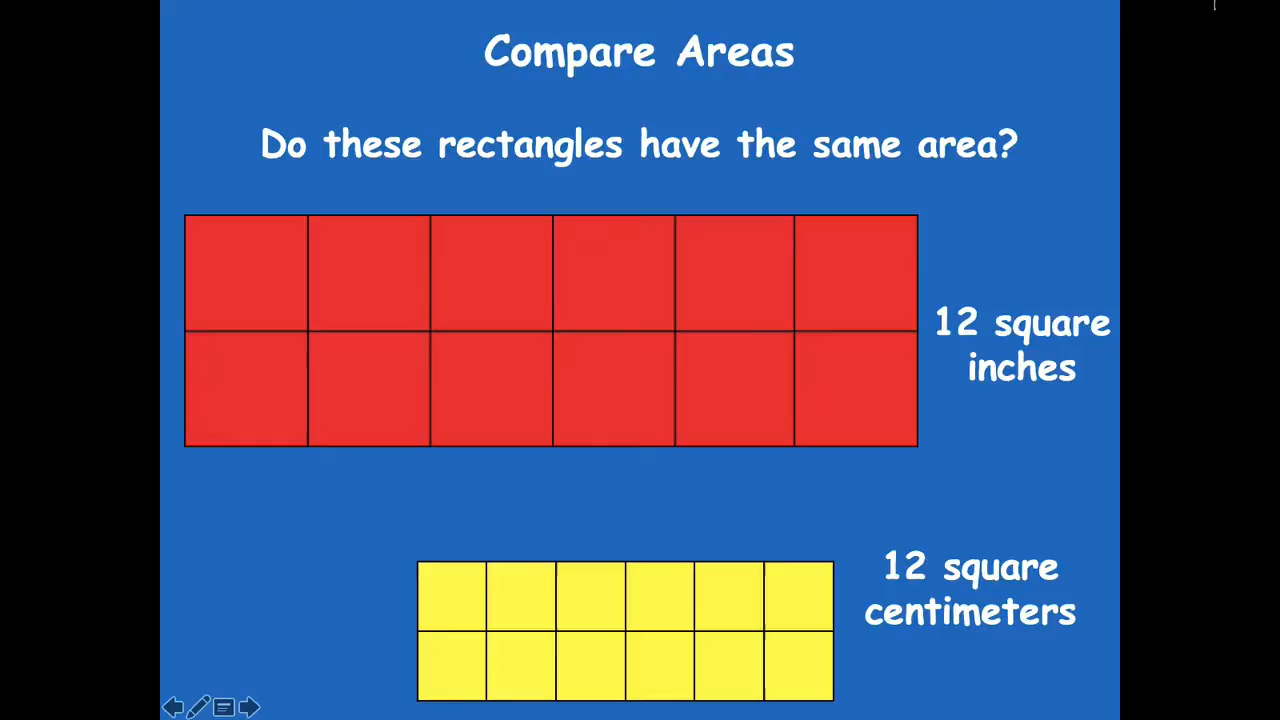 Compare Areas
Do these rectangles have the same area?
12 square
inches
12 square
centimeters